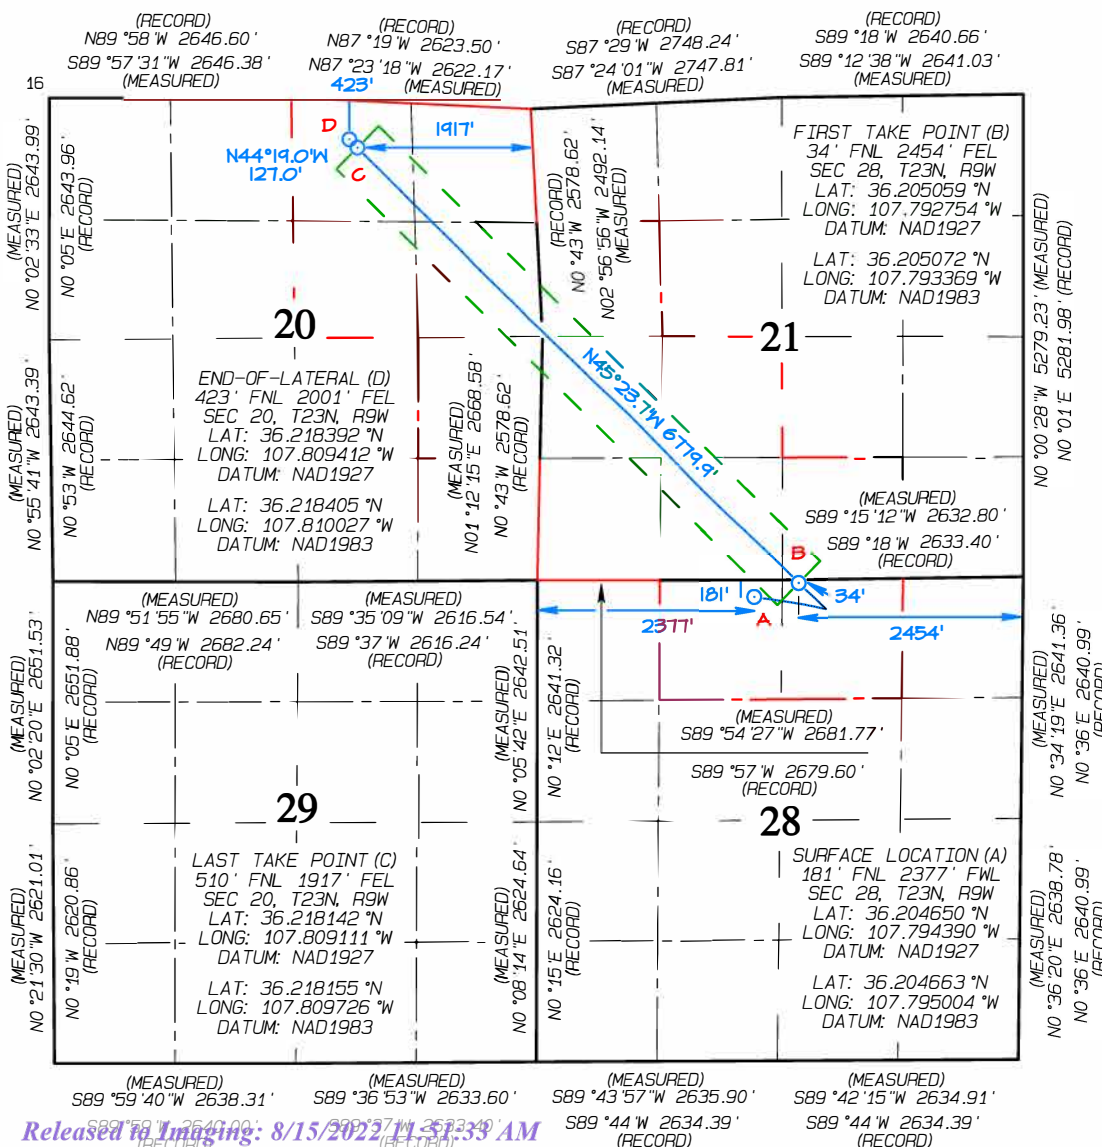 (RECORD)
N89°58'W 2646.60'
S89°57'31"W 2646.38'
(MEASURED)
(RECORD)
N87°19'W 2623.50'
N87°23'18"W 2622.17'
(MEASURED)
(RECORD)
S87°29'W 2748.24'
S87°24'01"W 2747.81'
(MEASURED)
(RECORD)
S89°18'W 2640.66'
S89°12'38"W 2641.03'
(MEASURED)
16
423'
D
1917'
N44°19.0'W
127.0'
C
(MEASURED)
N0°02'33"E 2643.99'
N0°05'E 2643.96'
(RECORD)
(RECORD)
N0°43'W 2578.62'
N02°56'56"W 2492.14'
(MEASURED)
FIRST TAKE POINT (B)
34' FNL 2454' FEL
SEC 28, T23N, R9W
LAT: 36.205059°N
LONG: 107.792754°W
DATUM: NAD1927
LAT: 36.205072°N
LONG: 107.793369°W
DATUM: NAD1983
N0°00'28"W 5279.23' (MEASURED)
N0°01'E 5281.98' (RECORD)
20
21
N45°23.7'W 6779.9'
(MEASURED)
N0°55'41"W 2643.39'
N0°53'W 2644.62'
(RECORD)
END-OF-LATERAL (D)
423' FNL 2001' FEL
SEC 20, T23N, R9W
LAT: 36.218392°N
LONG: 107.809412°W
DATUM: NAD1927
LAT: 36.218405°N
LONG: 107.810027°W
DATUM: NAD1983
(MEASURED)
N01°12'15"E 2668.58'
N0°43'W 2578.62'
(RECORD)
(MEASURED)
S89°15'12"W 2632.80'
S89°18'W 2633.40'
(RECORD)
B
181'
A
34'
2377'
2454'
(MEASURED)
N89°51'55"W 2680.65'
N89°49'W 2682.24'
(RECORD)
(MEASURED)
S89°35'09"W 2616.54'
S89°37'W 2616.24'
(RECORD)
(MEASURED)
N0°02'20"E 2651.53'
N0°05'E 2651.88'
(RECORD)
(MEASURED)
N0°05'42"E 2642.51'
N0°12'E 2641.32'
(RECORD)
(MEASURED)
S89°54'27"W 2681.77'
S89°57'W 2679.60'
(RECORD)
(MEASURED)
N0°34'19"E 2641.36'
N0°36'E 2640.99'
(RECORD)
29
28
(MEASURED)
N0°21'30"W 2621.01'
N0°19'W 2620.86'
(RECORD)
LAST TAKE POINT (C)
510' FNL 1917' FEL
SEC 20, T23N, R9W
LAT: 36.218142°N
LONG: 107.809111°W
DATUM: NAD1927
LAT: 36.218155°N
LONG: 107.809726°W
DATUM: NAD1983
(MEASURED)
N0°08'14"E 2624.64'
N0°15'E 2624.16'
(RECORD)
SURFACE LOCATION (A)
181' FNL 2377' FWL
SEC 28, T23N, R9W
LAT: 36.204650°N
LONG: 107.794390°W
DATUM: NAD1927
LAT: 36.204663°N
LONG: 107.795004°W
DATUM: NAD1983
(MEASURED)
N0°36'20"E 2638.78'
N0°36'E 2640.99'
(RECORD)
(MEASURED)
S89°59'40"W 2638.31'
S89°59'W 2640.00'
(RECORD)
(MEASURED)
S89°36'53"W 2633.60'
S89°37'W 2633.40'
(RECORD)
(MEASURED)
S89°43'57"W 2635.90'
S89°44'W 2634.39'
(RECORD)
(MEASURED)
S89°42'15"W 2634.91'
S89°44'W 2634.39'
(RECORD)
Released to Imaging: 8/15/2022 11:51:33 AM